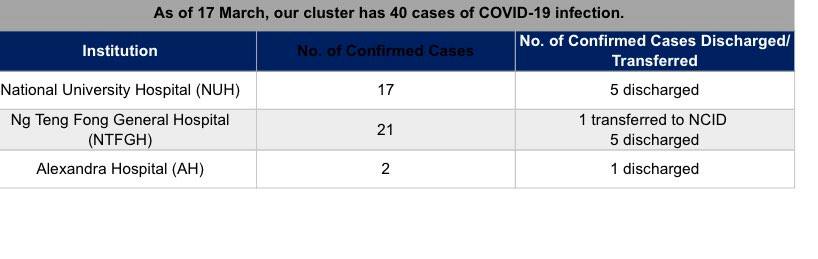 As of 17 March, our cluster has 40 cases of COVID-19 infection.
Institution
No. of Confirmed Cases
No. of Confirmed Cases Discharged/
Transferred
National University Hospital (NUH)
17
5 discharged
Ng Teng Fong General Hospital
(NTFGH)
21
1 transferred to NCID
5 discharged
Alexandra Hospital (AH)
2
1 discharged